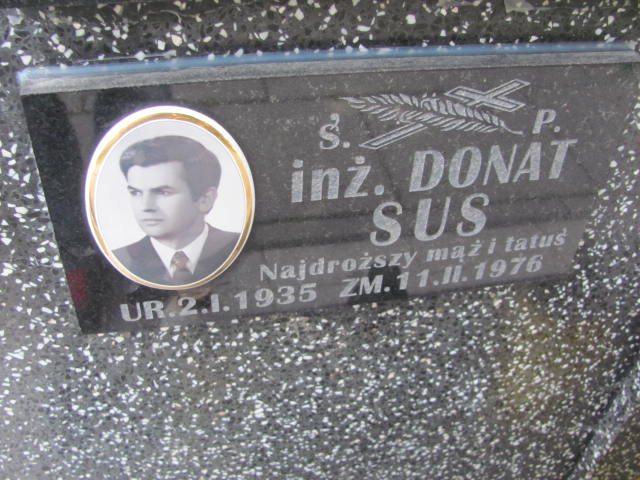 Ś. P.
inż. DONAT
SUS
Najdroższy mąż i tatuś
UR.2.I.1935 ZM.11.II.1976